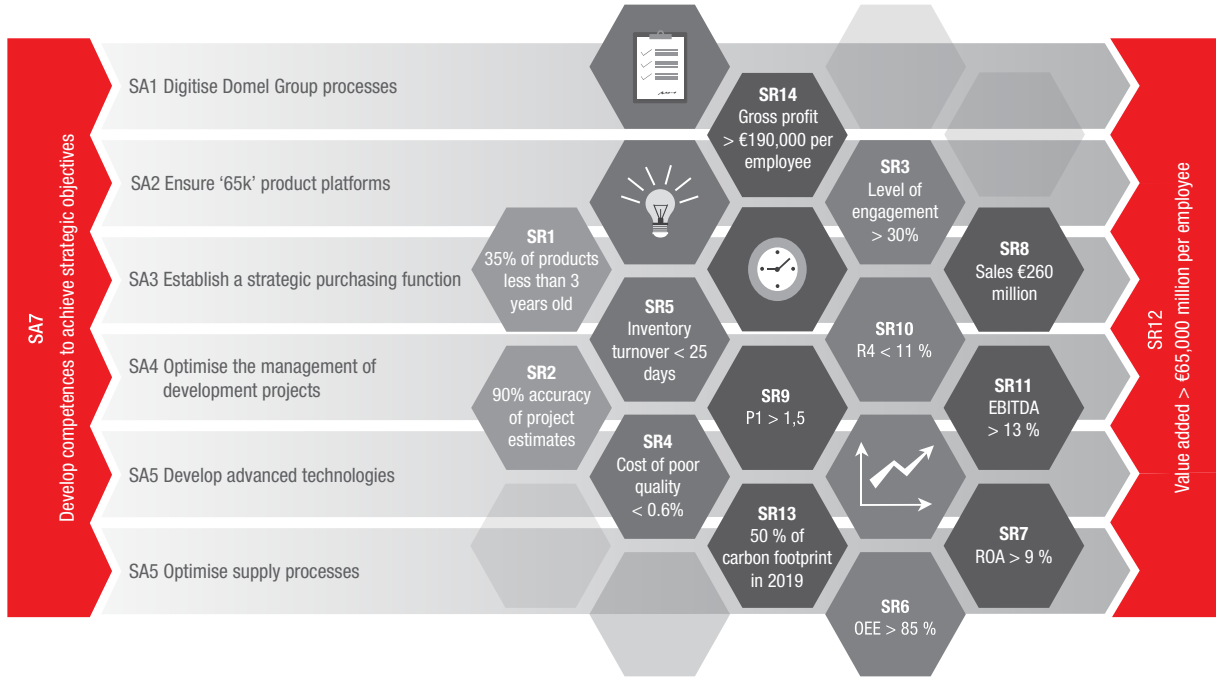 SA7
Develop competences to achieve strategic objectives
SA1 Digitise Domel Group processes
SA2 Ensure ‘65k’ product platforms
SA3 Establish a strategic purchasing function
SA4 Optimise the management of
development projects
SA5 Develop advanced technologies
SA5 Optimise supply processes
SR1
35% of products
less than 3
years old
SR2
90% accuracy
of project
estimates
SR5
Inventory
turnover < 25
days
SR4
Cost of poor
quality
< 0.6%
SR14
Gross profit
> €190,000 per
employee
SR9
P1 > 1,5
SR13
50 % of
carbon footprint
in 2019
SR3
Level of
engagement
> 30%
SR10
R4 < 11 %
SR6
OEE > 85 %
SR8
Sales €260
million
SR11
EBITDA
> 13 %
SR7
ROA > 9 %
SR12
Value added > €65,000 million per employee